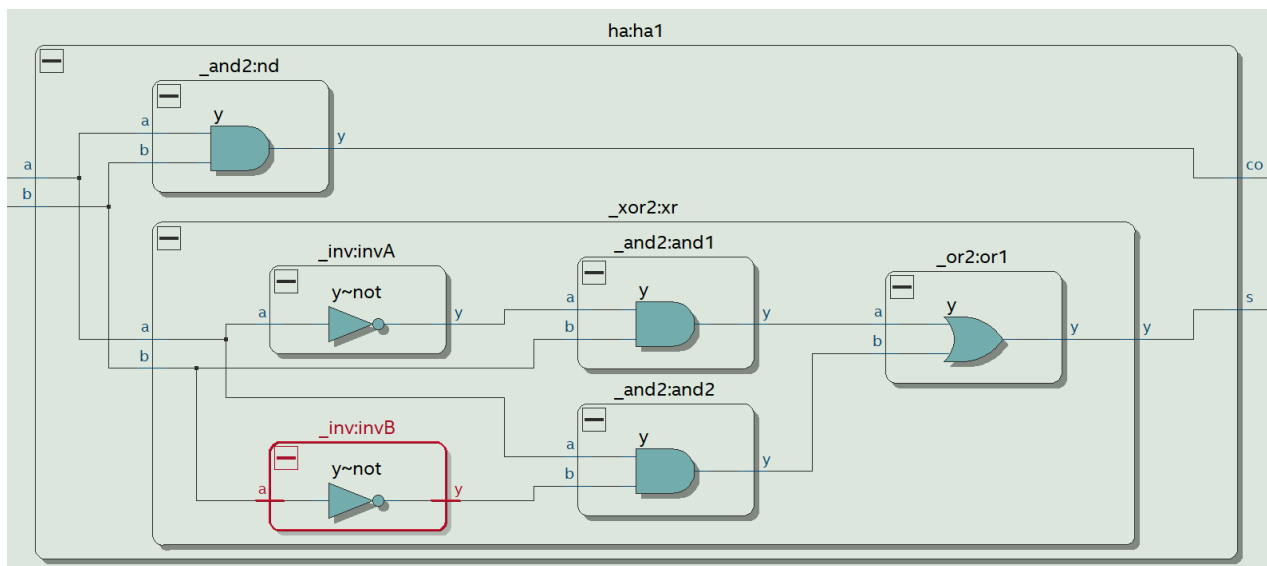 ha:ha1
_and2:nd
y
a
y
b
a
co
b
_xor2:xr
_inv:invA
_and2:and1
_or2:or1
y~not
y
y
a
s
a
y
y
a
a
y
y
b
b
b
_and2:and2
_inv:invB
y
y~not
a
y
b
a
y